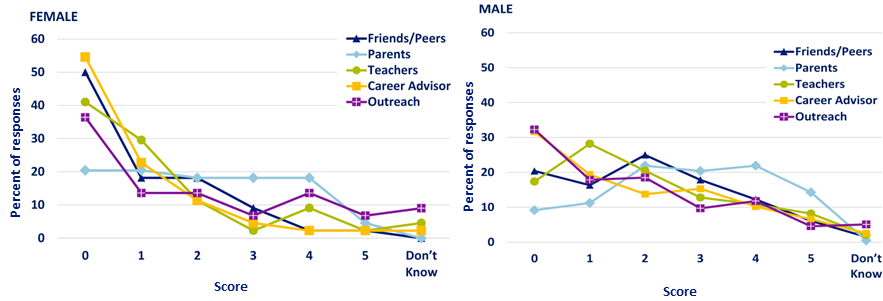 FEMALE
60
50
40
30
20
10
0
Percent of responses
Friends/Peers
Parents
Teachers
Career Advisor
Outreach
0 1 2 3 4 5 Don't
Know
Score
MALE
60
50
40
30
20
10
0
Percent of responses
Friends/Peers
Parents
Teachers
Career Advisor
Outreach
0 1 2 3 4 5 Don't
Know
Score